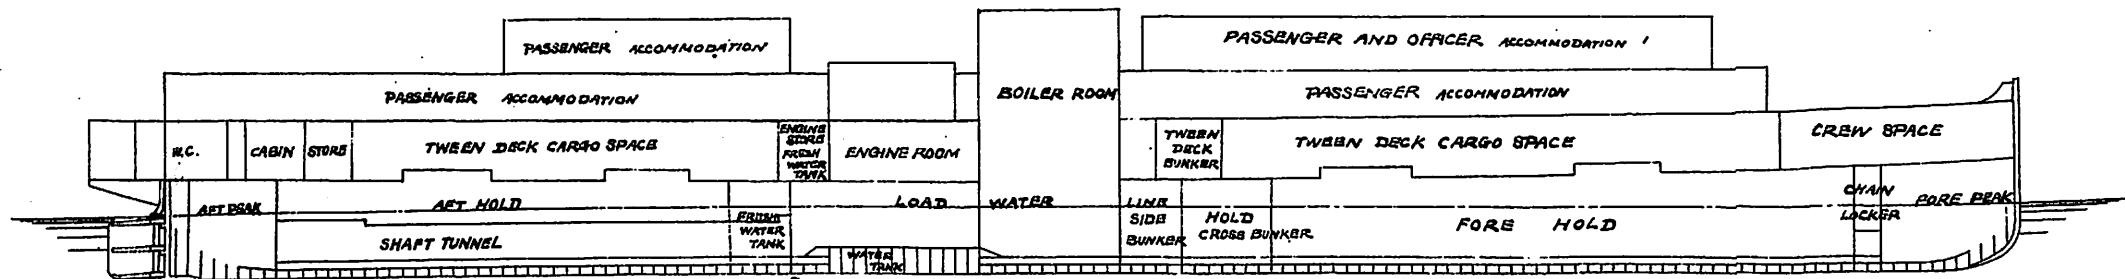 PASSENGER ACCOMMODATION
PASSENGER AND OFFICER ACCOMMODATION
PASSENGER ACCOMMODATION
BOILER ROOM
PASSENGER ACCOMMODATION
W.C.
CABIN
STORE
TWEEN DECK CARGO SPACE
ENGINE
STORE
FRESH
WATER
TANK
ENGINE ROOM
TWEEN
DECK
BUNKER
TWEEN DECK CARGO SPACE
CREW SPACE
AFT PEAK
AFT HOLD
LOAD WATER LINE
SIDE
BUNKER
HOLD
CROSS BUNKER
FORE HOLD
CHAIN
LOCKER
FORE PEAK
SHAFT TUNNEL
FRESH
WATER
TANK
WATER
TANK